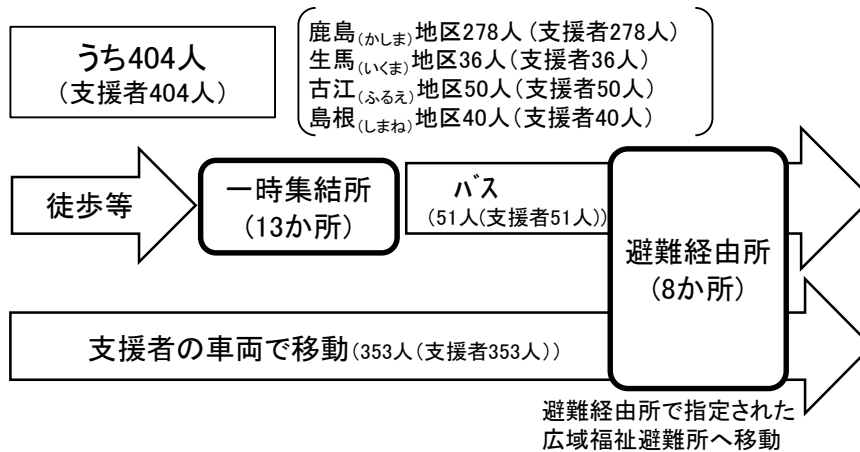 うち404人
（支援者404人）
鹿島(かしま)地区278人（支援者278人）
生馬(いくま)地区36人（支援者36人）
古江(ふるえ)地区50人（支援者50人）
島根(しまね)地区40人（支援者40人）
徒歩等
一時集結所
（13か所）
バス
（51人（支援者51人））
避難経由所
（8か所）
支援者の車両で移動（353人（支援者353人））
避難経由所で指定された
広域福祉避難所へ移動